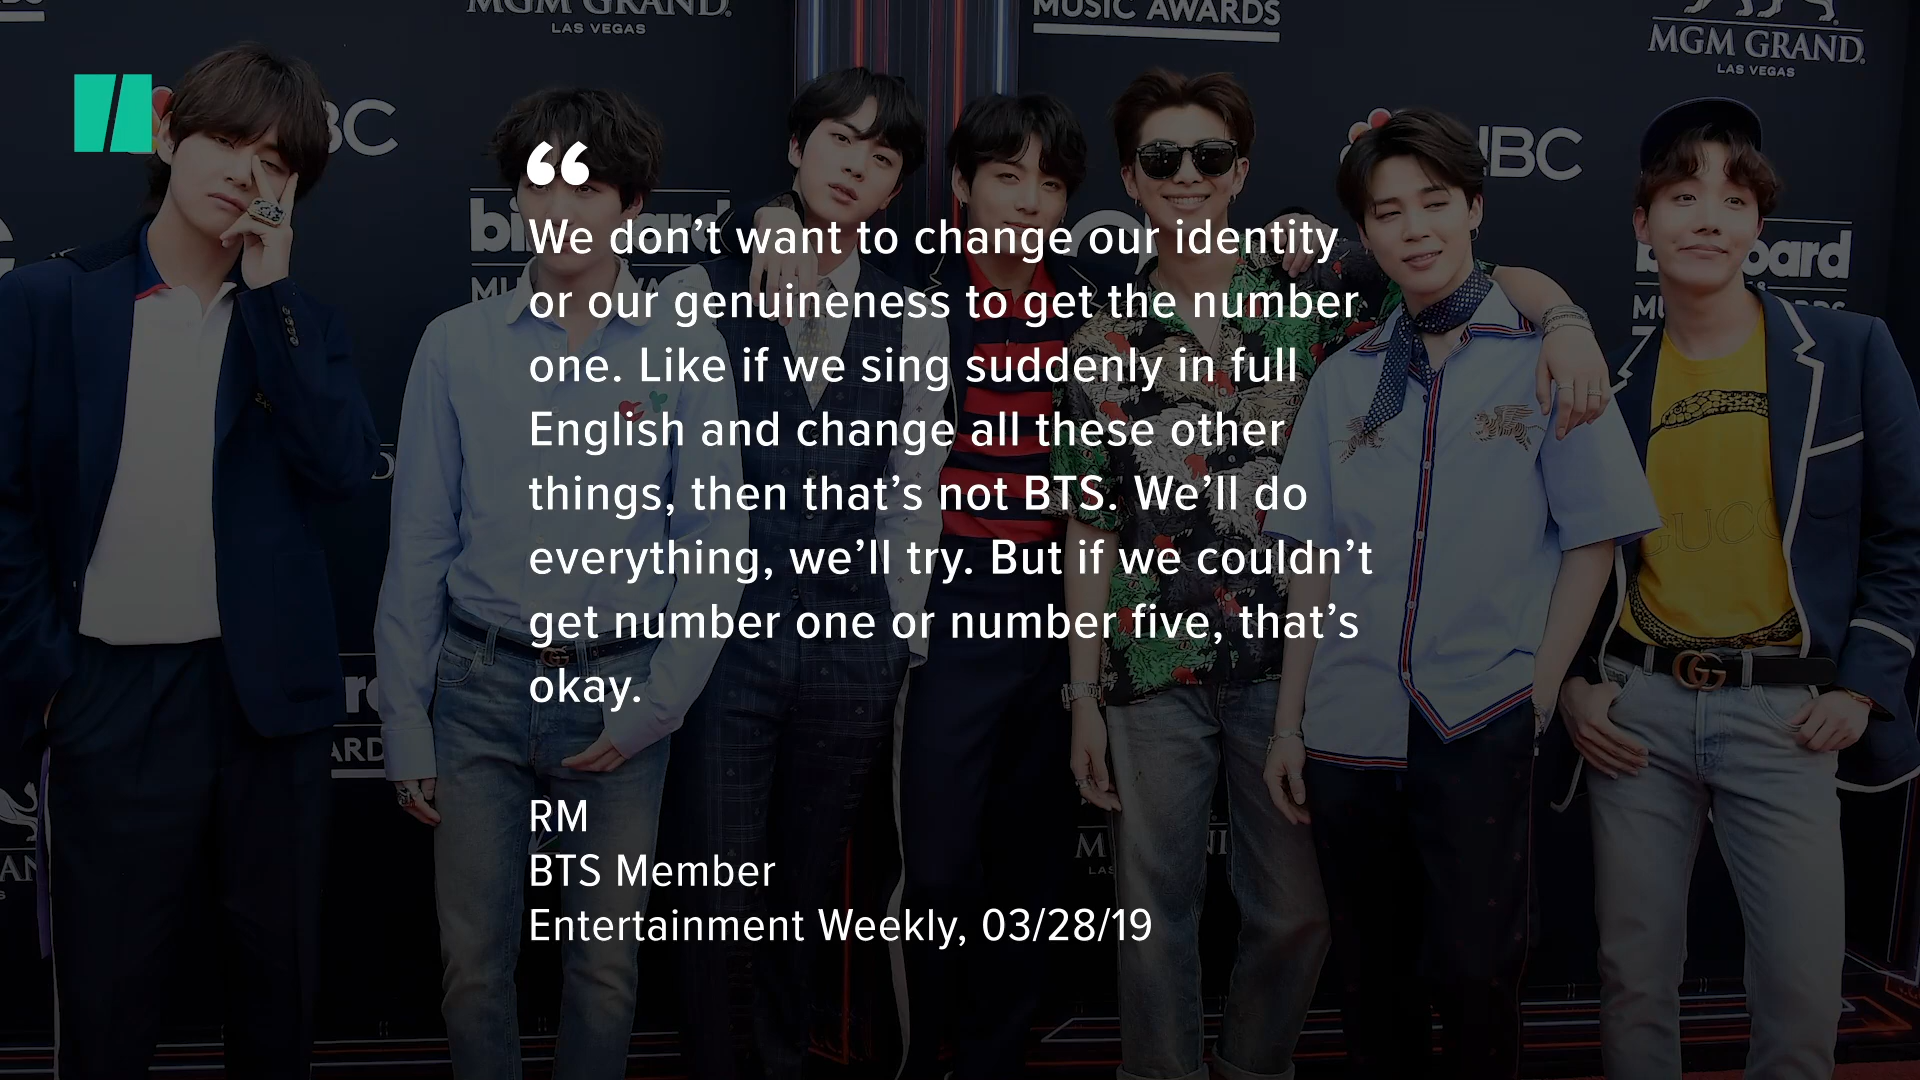 MGM GRAND.
LAS VEGAS
MUSIC AWARDS
MGM GRAND.
LAS VEGAS
NBC
“
We don’t want to change our identity
or our genuineness to get the number
one. Like if we sing suddenly in full
English and change all these other
things, then that’s not BTS. We’ll do
everything, we’ll try. But if we couldn’t
get number one or number five, that’s
okay.
RM
BTS Member
Entertainment Weekly, 03/28/19
GUCCI